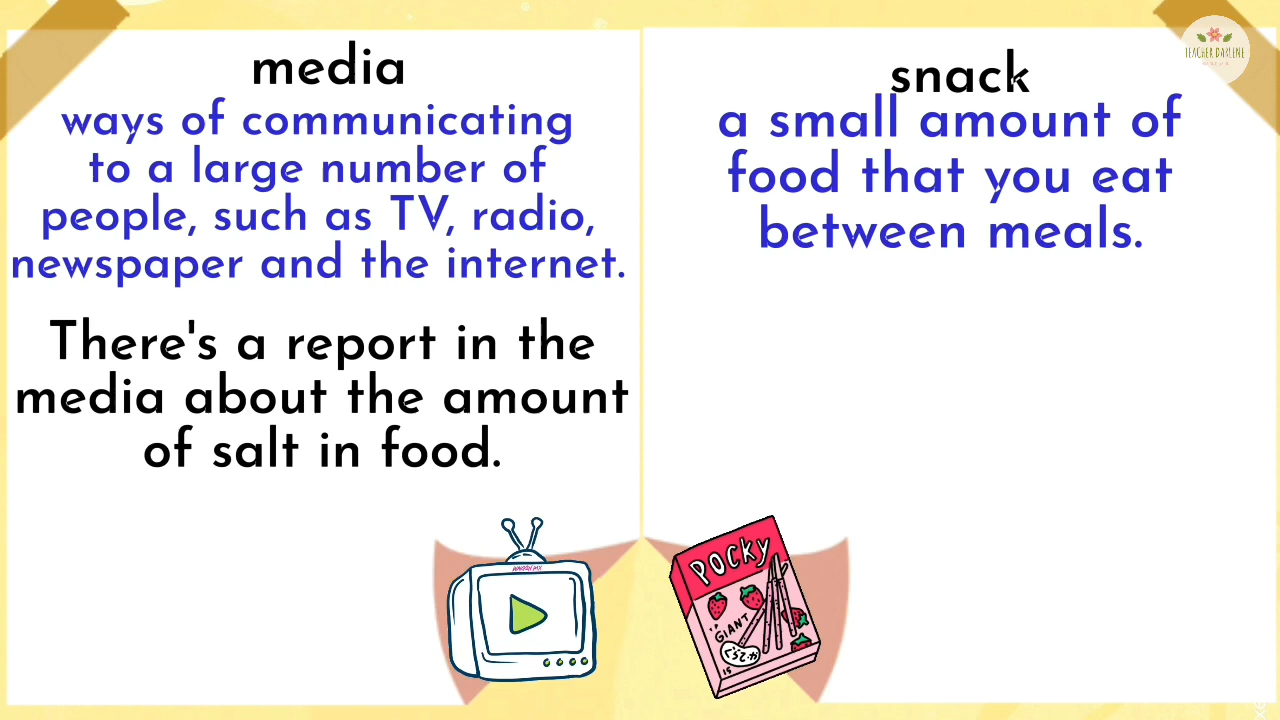 media
ways of communicating
to a large number of
people, such as TV, radio,
newspaper and the internet.
There's a report in the
media about the amount
of salt in food.
snack
a small amount of
food that you eat
between meals.
TEACHER DARLENE
POCKY
GIANT